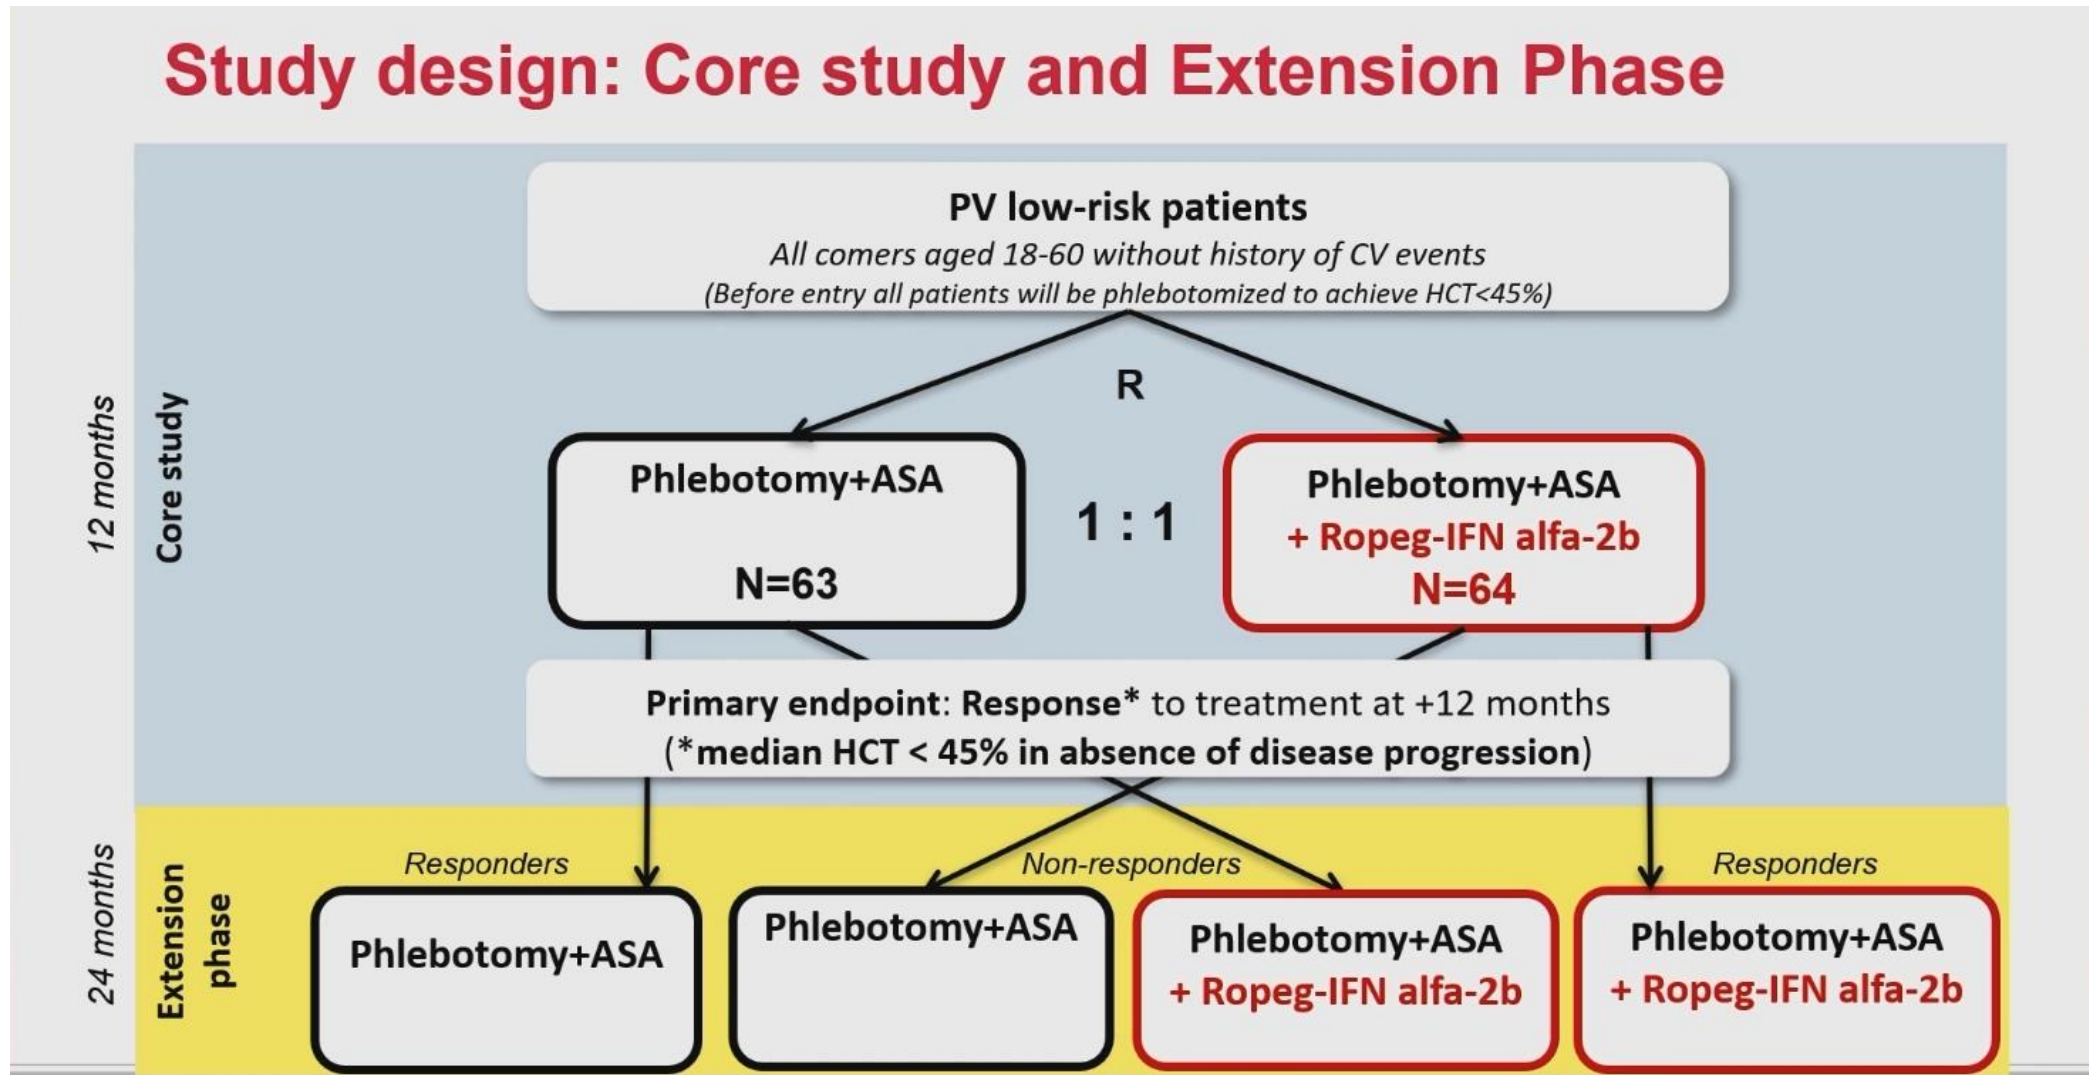 Study design: Core study and Extension Phase
PV low-risk patients
All comers aged 18-60 without history of CV events
(Before entry all patients will be phlebotomized to achieve HCT<45%)
R
12 months
Core study
Phlebotomy+ASA
N=63
1 : 1
Phlebotomy+ASA
+ Ropeg-IFN alfa-2b
N=64
Primary endpoint: Response* to treatment at +12 months
(*median HCT < 45% in absence of disease progression)
24 months
Extension
phase
Responders
Non-responders
Responders
Phlebotomy+ASA
Phlebotomy+ASA
Phlebotomy+ASA
+ Ropeg-IFN alfa-2b
Phlebotomy+ASA
+ Ropeg-IFN alfa-2b